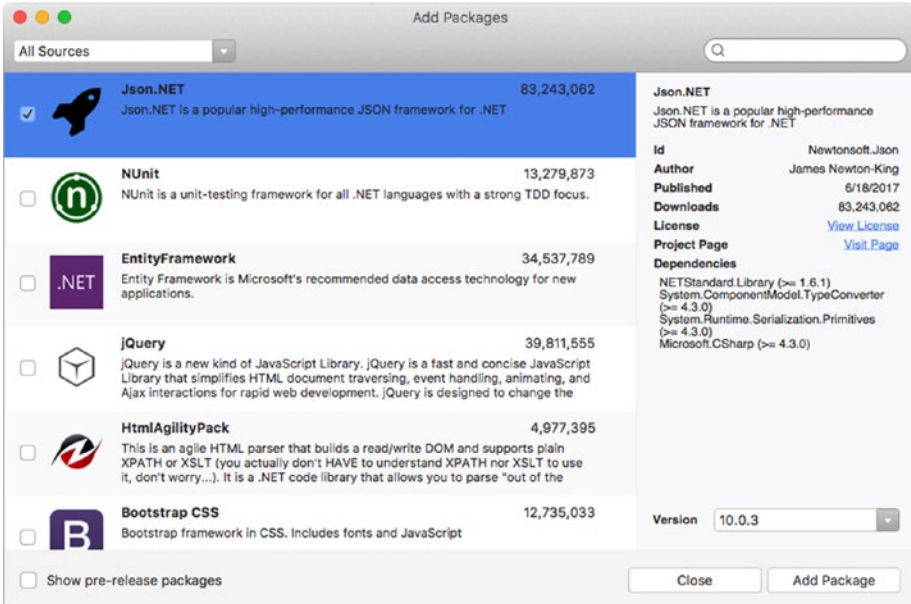 Add Packages
All Sources
Json.NET 83,243,062
Json.NET is a popular high-performance JSON framework for .NET
NUnit 13,279,873
NUnit is a unit-testing framework for all .NET languages with a strong TDD focus.
n
EntityFramework 34,537,789
Entity Framework is Microsoft's recommended data access technology for new
applications.
.NET
jQuery 39,811,555
jQuery is a new kind of JavaScript Library. jQuery is a fast and concise JavaScript
Library that simplifies HTML document traversing, event handling, animating, and
Ajax interactions for rapid web development. jQuery is designed to change the
HtmlAgilityPack 4,977,395
This is an agile HTML parser that builds a read/write DOM and supports plain
XPATH or XSLT (you actually don't HAVE to understand XPATH nor XSLT to use
it, don't worry...). It is a .NET code library that allows you to parse "out of the
Bootstrap CSS 12,735,033
Bootstrap framework in CSS. Includes fonts and JavaScript
B
Json.NET
Json.NET is a popular high-performance
JSON framework for .NET
Id Newtonsoft.Json
Author James Newton-King
Published 6/18/2017
Downloads 83,243,062
License View License
Project Page Visit Page
Dependencies
NETStandard.Library (>= 1.6.1)
System.ComponentModel.TypeConverter
(>= 4.3.0)
System.Runtime.Serialization.Primitives
(>= 4.3.0)
Microsoft.CSharp (>= 4.3.0)
Version 10.0.3
Show pre-release packages
Close
Add Package